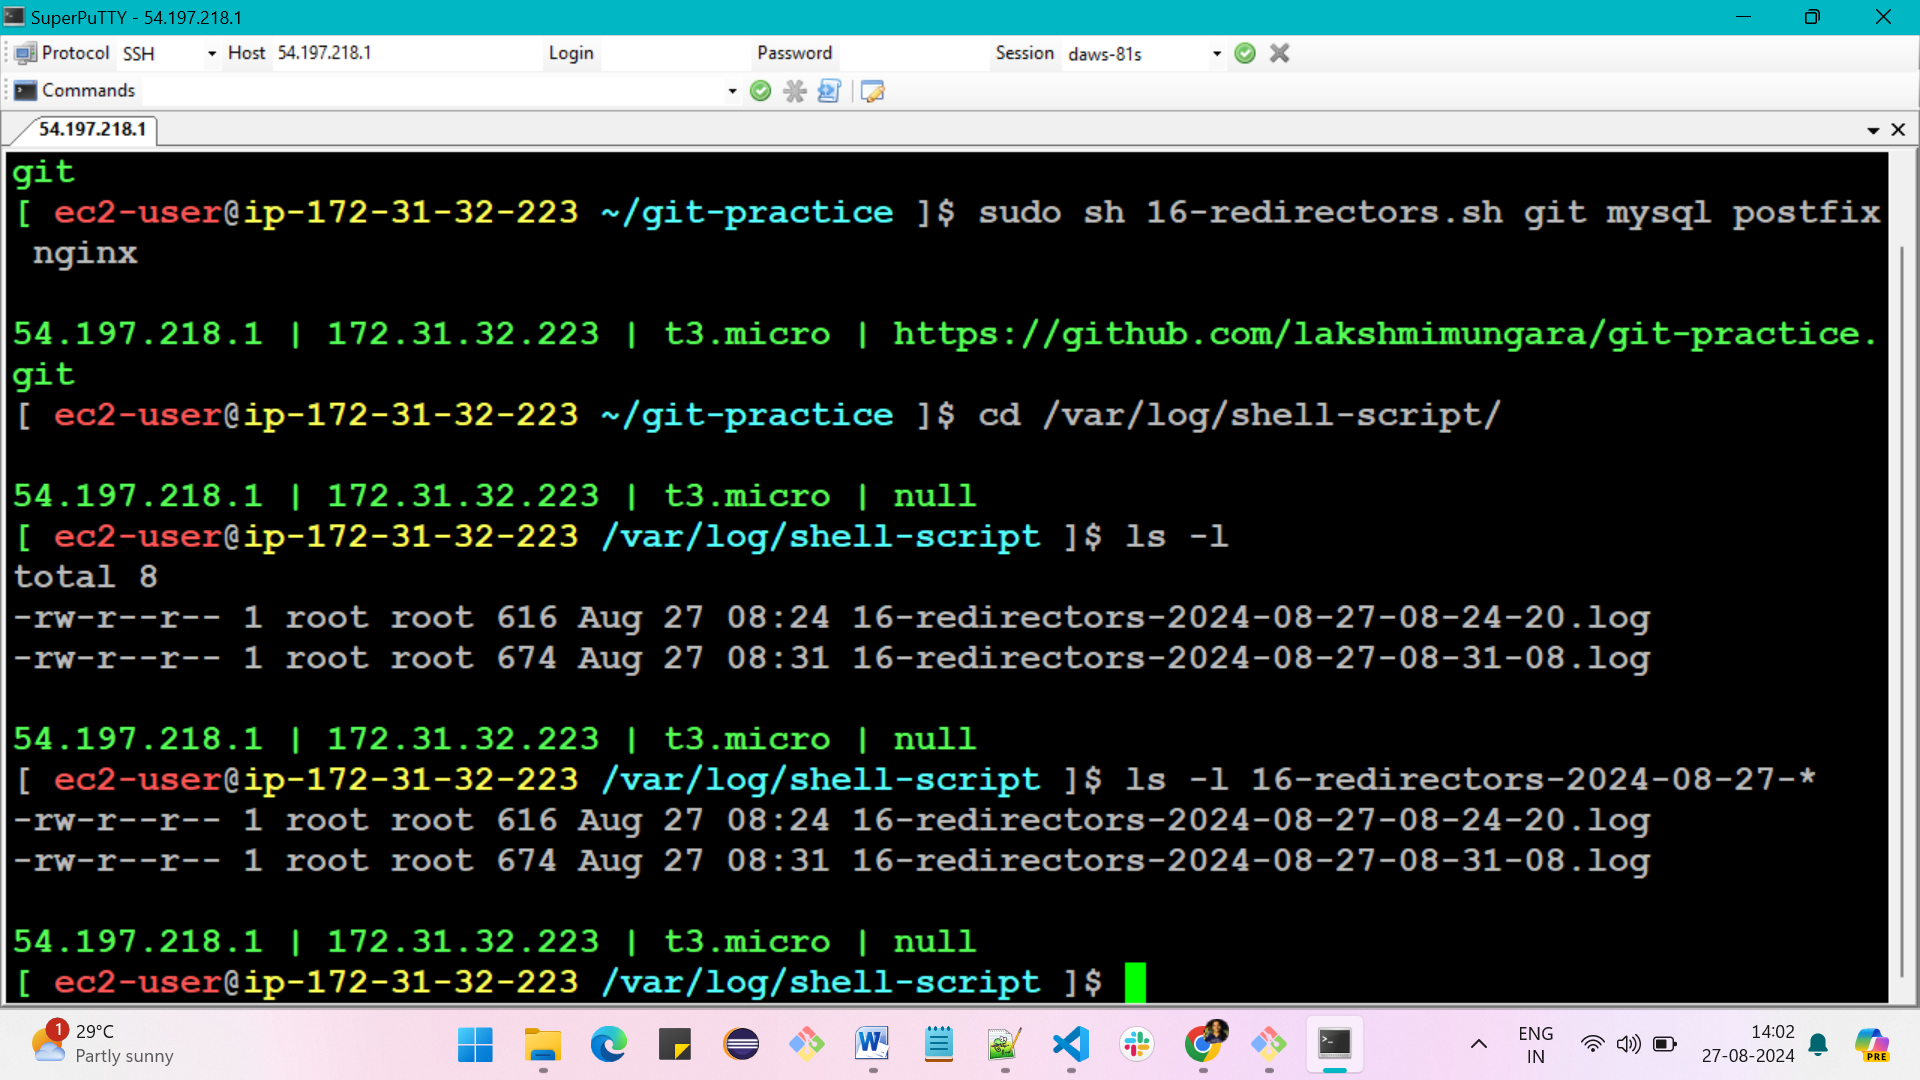 SuperPuTTY - 54.197.218.1
Protocol SSH Host 54.197.218.1 Login Password Session daws-81s
Commands
54.197.218.1
git
[ ec2-user@ip-172-31-32-223 ~/git-practice ]$ sudo sh 16-redirectors.sh git mysql postfix
nginx
54.197.218.1 | 172.31.32.223 | t3.micro | https://github.com/lakshmimungara/git-practice.
git
[ ec2-user@ip-172-31-32-223 ~/git-practice ]$ cd /var/log/shell-script/
54.197.218.1 | 172.31.32.223 | t3.micro | null
[ ec2-user@ip-172-31-32-223 /var/log/shell-script ]$ ls -l
total 8
-rw-r--r-- 1 root root 616 Aug 27 08:24 16-redirectors-2024-08-27-08-24-20.log
-rw-r--r-- 1 root root 674 Aug 27 08:31 16-redirectors-2024-08-27-08-31-08.log
54.197.218.1 | 172.31.32.223 | t3.micro | null
[ ec2-user@ip-172-31-32-223 /var/log/shell-script ]$ ls -l 16-redirectors-2024-08-27-*
-rw-r--r-- 1 root root 616 Aug 27 08:24 16-redirectors-2024-08-27-08-24-20.log
-rw-r--r-- 1 root root 674 Aug 27 08:31 16-redirectors-2024-08-27-08-31-08.log
54.197.218.1 | 172.31.32.223 | t3.micro | null
[ ec2-user@ip-172-31-32-223 /var/log/shell-script ]$
1 29°C
Partly sunny
ENG
IN
14:02
27-08-2024
PRE